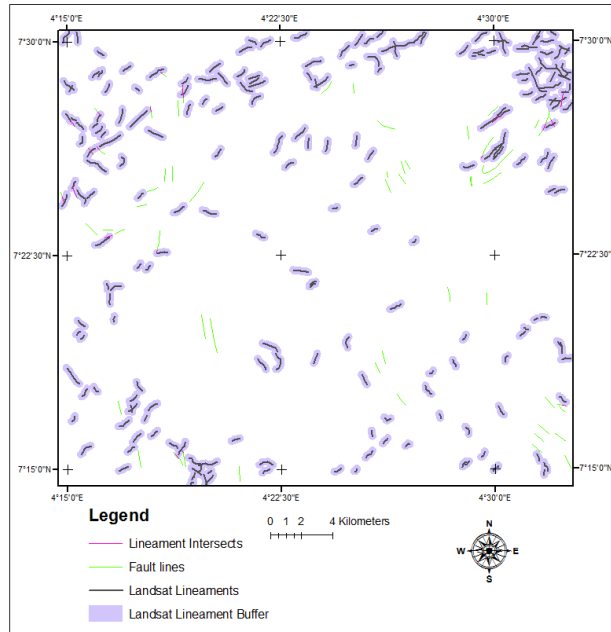 4°15'0"E 4°22'30"E 4°30'0"E
7°30'0"N 7°30'0"N
7°22'30"N 7°22'30"N
7°15'0"N 7°15'0"N
4°15'0"E 4°22'30"E 4°30'0"E
Legend
0 1 2 4 Kilometers
Lineament Intersects
Fault lines
Landsat Lineaments
Landsat Lineament Buffer
N
W E
S